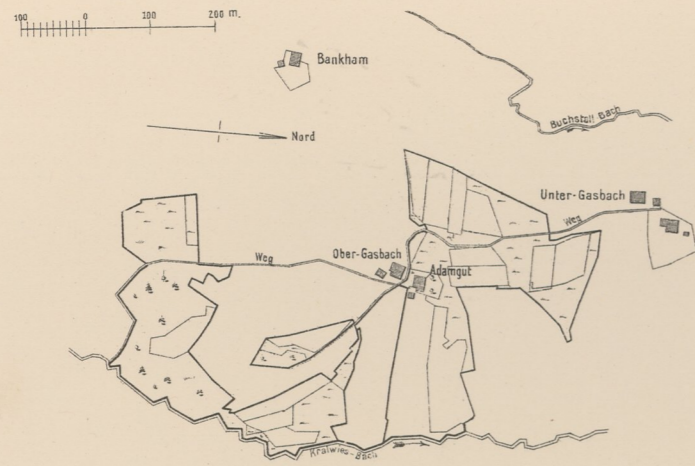 100 0 100 200 m.
Bankham
Buchstall Bach
Nord
Unter-Gasbach
Weg
Weg
Ober-Gasbach
Adamgut
Kralwies-Bach